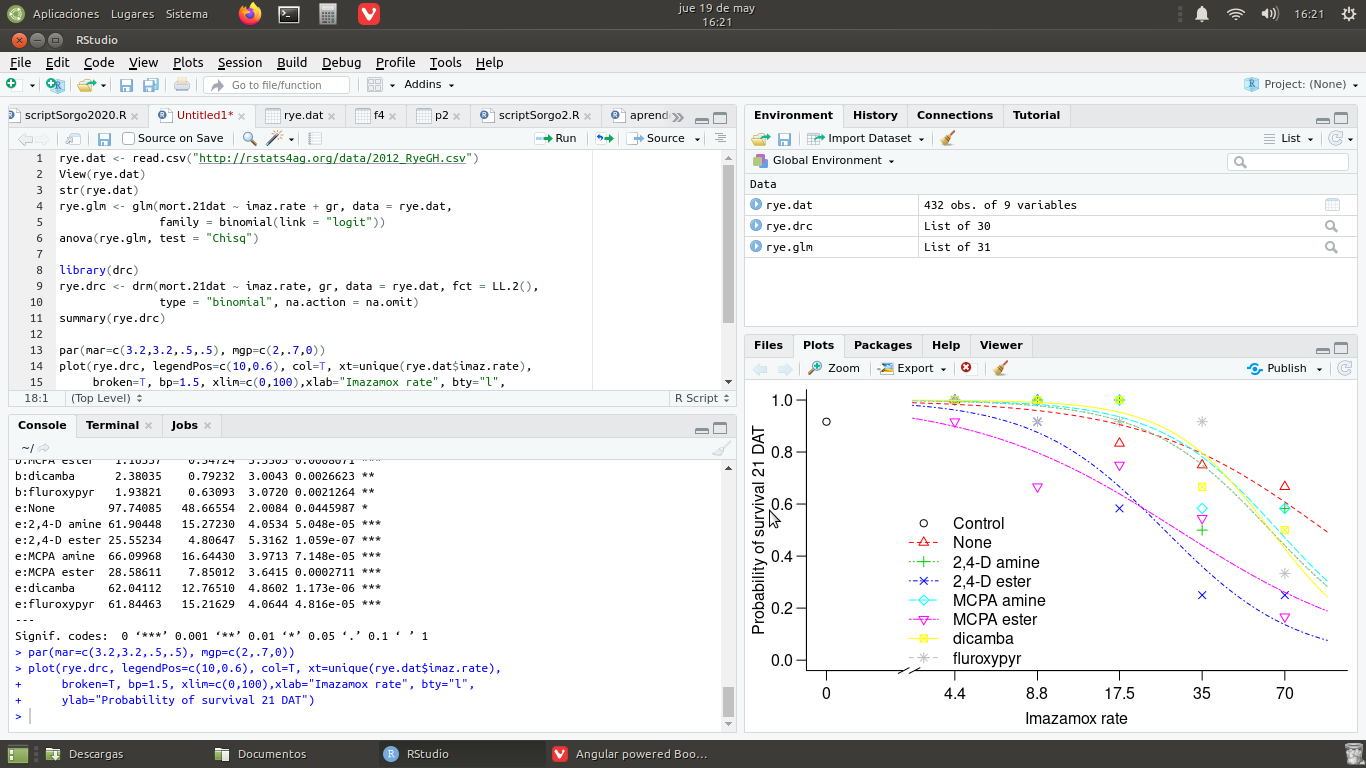 Aplicaciones Lugares Sistema
jue 19 de may
16:21
16:21
RStudio
File Edit Code View Plots Session Build Debug Profile Tools Help
Go to file/function Addins Project: (None)
scriptSorgo2020.R Untitled1* rye.dat f4 p2 scriptSorgo2.R aprend
Source on Save Run Source
1 rye.dat <- read.csv("http://rstats4ag.org/data/2012_RyeGH.csv")
2 View(rye.dat)
3 str(rye.dat)
4 rye.glm <- glm(mort.21dat ~ imaz.rate + gr, data = rye.dat,
5 family = binomial(link = "logit"))
6 anova(rye.glm, test = "Chisq")
7
8 library(drc)
9 rye.drc <- drm(mort.21dat ~ imaz.rate, gr, data = rye.dat, fct = LL.2(),
10 type = "binomial", na.action = na.omit)
11 summary(rye.drc)
12
13 par(mar=c(3.2,3.2,.5,.5), mgp=c(2,.7,0))
14 plot(rye.drc, legendPos=c(10,0.6), col=T, xt=unique(rye.dat$imaz.rate),
15 broken=T, bp=1.5, xlim=c(0,100),xlab="Imazamox rate", bty="l",
18:1 (Top Level) R Script
Console Terminal Jobs
~/
b:MCPA ester 1.16557 0.34724 3.3565 0.0008071 ***
b:dicamba 2.38035 0.79232 3.0043 0.0026623 **
b:fluroxypyr 1.93821 0.63093 3.0720 0.0021264 **
e:None 97.74085 48.66554 2.0084 0.0445987 *
e:2,4-D amine 61.90448 15.27230 4.0534 5.048e-05 ***
e:2,4-D ester 25.55234 4.80647 5.3162 1.059e-07 ***
e:MCPA amine 66.09968 16.64430 3.9713 7.148e-05 ***
e:MCPA ester 28.58611 7.85012 3.6415 0.0002711 ***
e:dicamba 62.04112 12.76510 4.8602 1.173e-06 ***
e:fluroxypyr 61.84463 15.21629 4.0644 4.816e-05 ***
---
Signif. codes: 0 ‘***’ 0.001 ‘**’ 0.01 ‘*’ 0.05 ‘.’ 0.1 ‘ ’ 1
> par(mar=c(3.2,3.2,.5,.5), mgp=c(2,.7,0))
> plot(rye.drc, legendPos=c(10,0.6), col=T, xt=unique(rye.dat$imaz.rate),
+ broken=T, bp=1.5, xlim=c(0,100),xlab="Imazamox rate", bty="l",
+ ylab="Probability of survival 21 DAT")
>
Environment History Connections Tutorial
Import Dataset List
Global Environment
Data
rye.dat 432 obs. of 9 variables
rye.drc List of 30
rye.glm List of 31
Files Plots Packages Help Viewer
Zoom Export Publish
Probability of survival 21 DAT
1.0
0.8
0.6
0.4
0.2
0.0
Control
None
2,4-D amine
2,4-D ester
MCPA amine
MCPA ester
dicamba
fluroxypyr
0 4.4 8.8 17.5 35 70
Imazamox rate
Descargas Documentos RStudio Angular powered Boo...